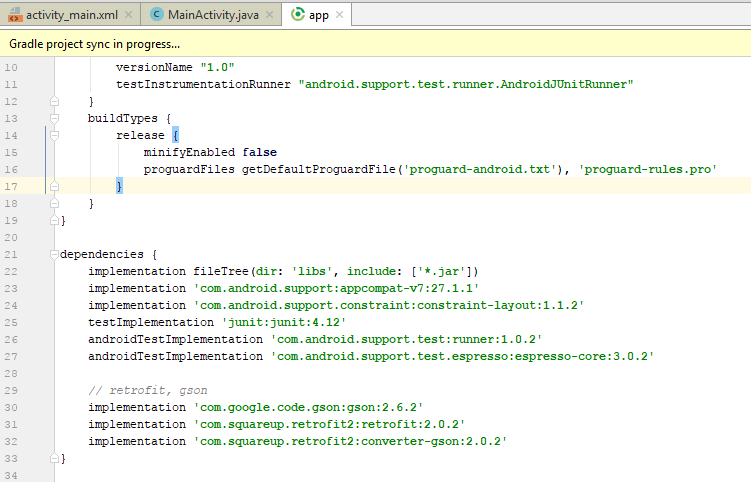 activity_main.xml MainActivity.java app
Gradle project sync in progress...
10 versionName "1.0"
11 testInstrumentationRunner "android.support.test.runner.AndroidJUnitRunner"
12 }
13 buildTypes {
14 release {
15 minifyEnabled false
16 proguardFiles getDefaultProguardFile('proguard-android.txt'), 'proguard-rules.pro'
17 }
18 }
19 }
20
21 dependencies {
22 implementation fileTree(dir: 'libs', include: ['*.jar'])
23 implementation 'com.android.support:appcompat-v7:27.1.1'
24 implementation 'com.android.support.constraint:constraint-layout:1.1.2'
25 testImplementation 'junit:junit:4.12'
26 androidTestImplementation 'com.android.support.test:runner:1.0.2'
27 androidTestImplementation 'com.android.support.test.espresso:espresso-core:3.0.2'
28
29 // retrofit, gson
30 implementation 'com.google.code.gson:gson:2.6.2'
31 implementation 'com.squareup.retrofit2:retrofit:2.0.2'
32 implementation 'com.squareup.retrofit2:converter-gson:2.0.2'
33 }
34